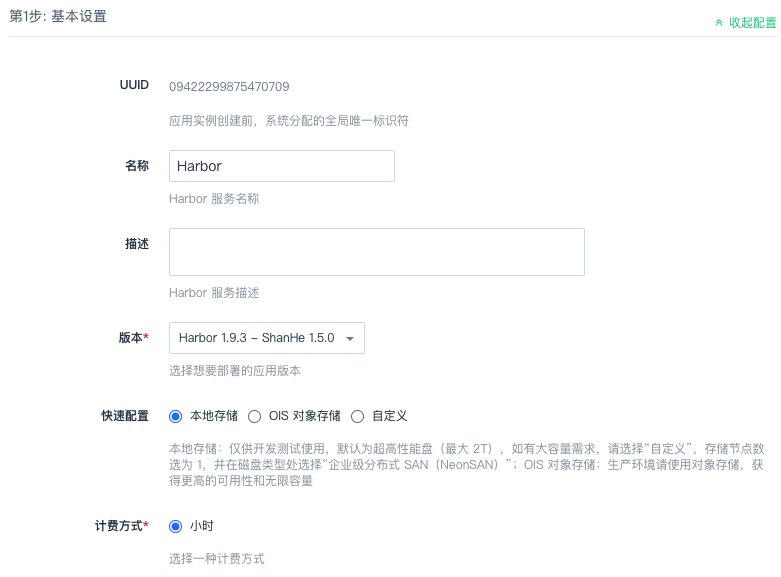 第1步: 基本设置
收起配置
UUID 09422299875470709
应用实例创建前，系统分配的全局唯一标识符
名称 Harbor
Harbor 服务名称
描述
Harbor 服务描述
版本* Harbor 1.9.3 – ShanHe 1.5.0
选择想要部署的应用版本
快速配置 本地存储 OIS 对象存储 自定义
本地存储：仅供开发测试使用，默认为超高性能盘（最大 2T），如有大容量需求，请选择“自定义”，存储节点数
选为 1，并在磁盘类型处选择“企业级分布式 SAN（NeonSAN）”；OIS 对象存储：生产环境请使用对象存储，获
得更高的可用性和无限容量
计费方式* 小时
选择一种计费方式